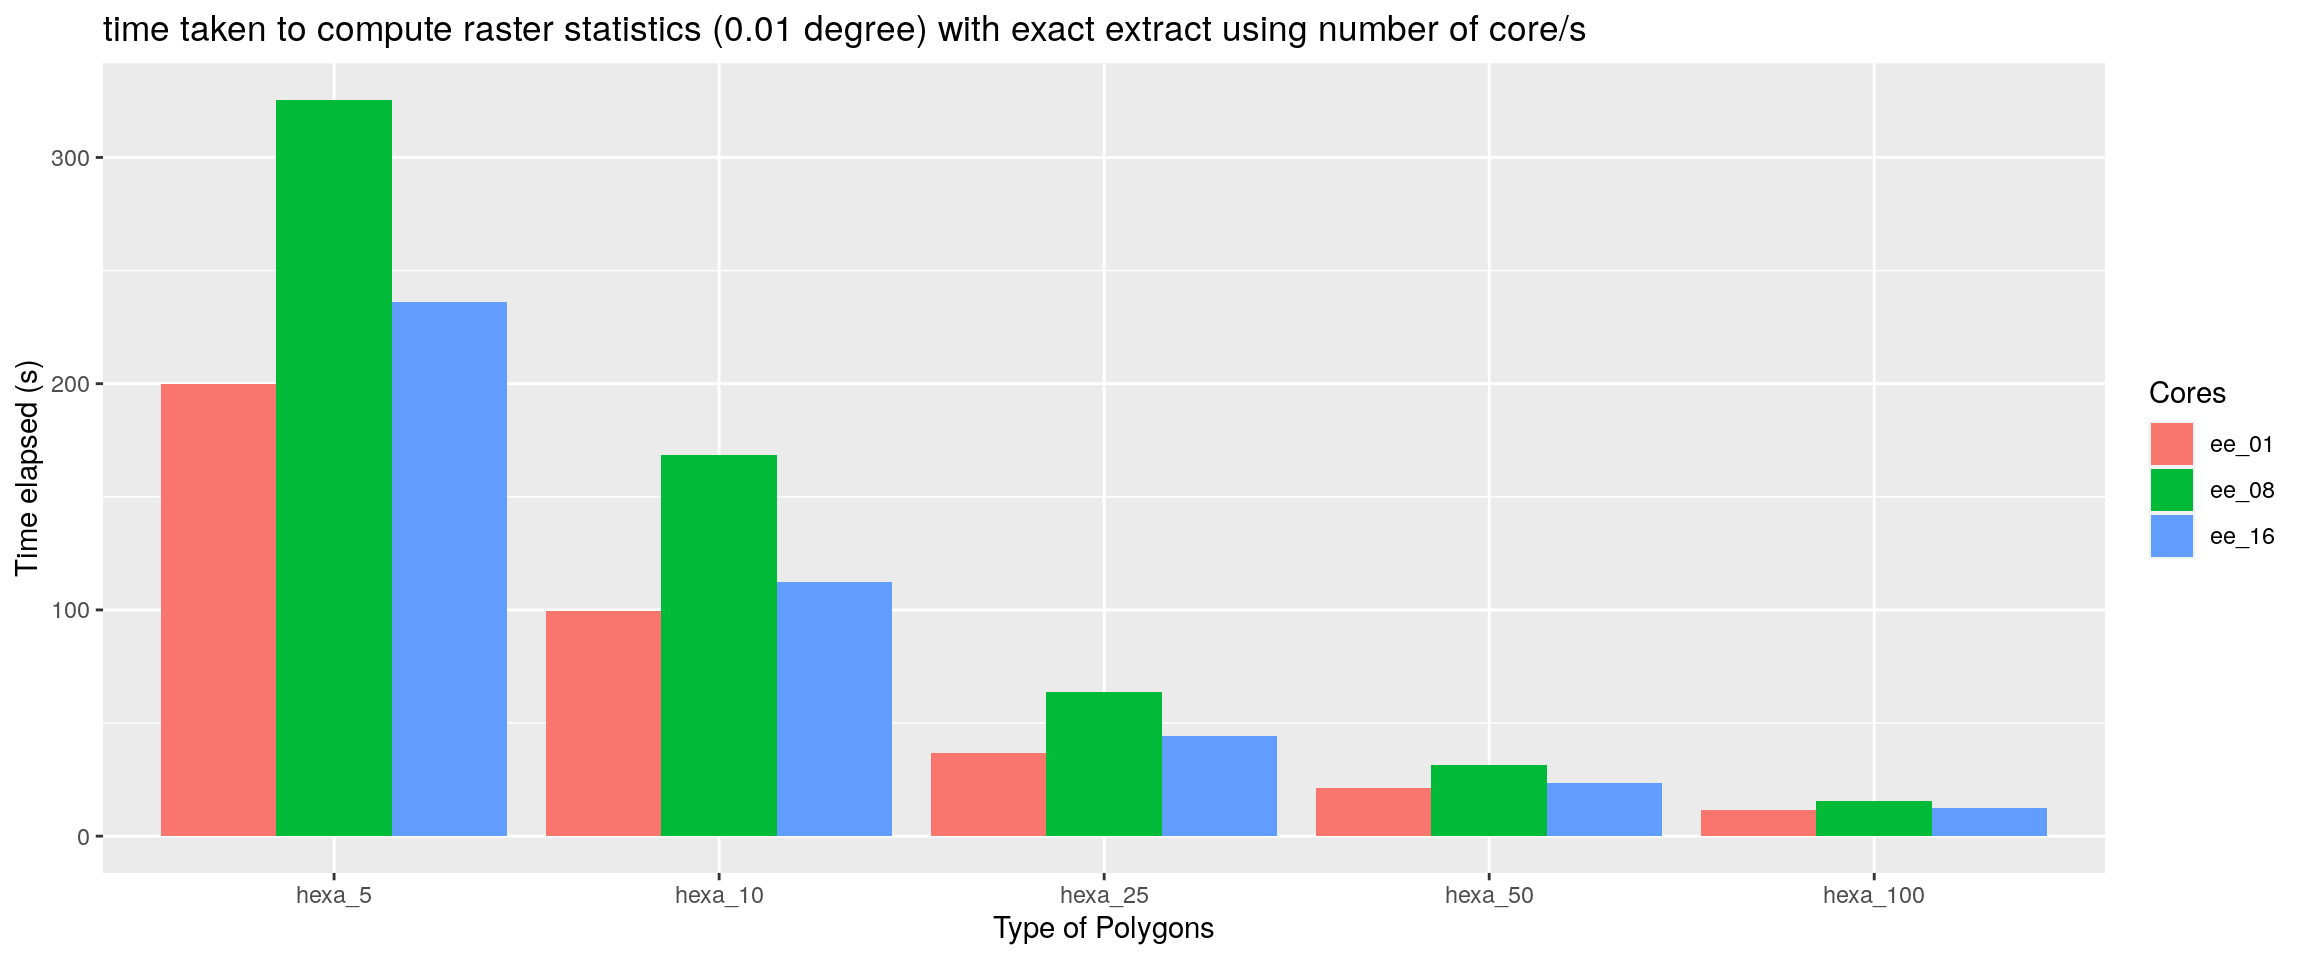 time taken to compute raster statistics (0.01 degree) with exact extract using number of core/s
Time elapsed (s)
300
200
100
0
hexa_5
hexa_10
hexa_25
hexa_50
hexa_100
Type of Polygons
Cores
ee_01
ee_08
ee_16